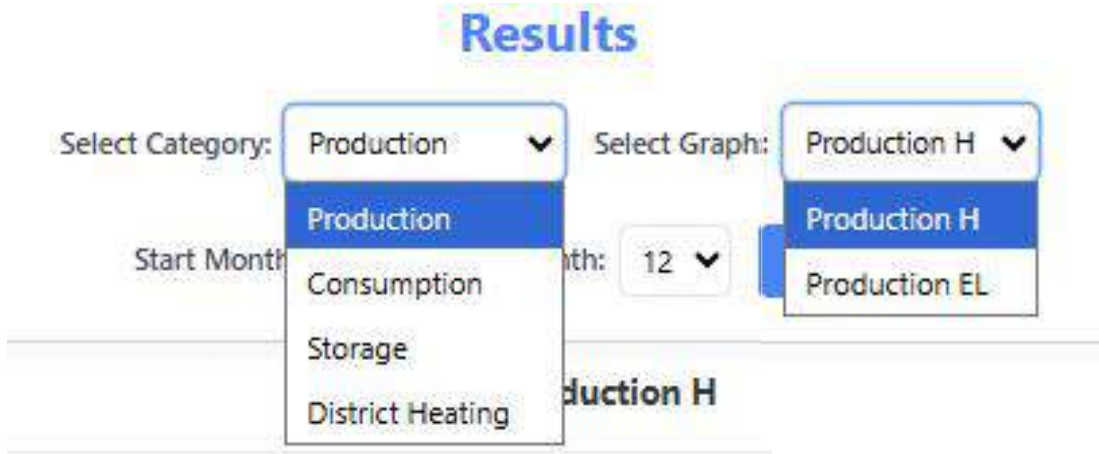 Results
Select Category: Production Select Graph: Production H
Production Production H
Start Month nth: 12
Consumption Production EL
Storage
duction H
District Heating